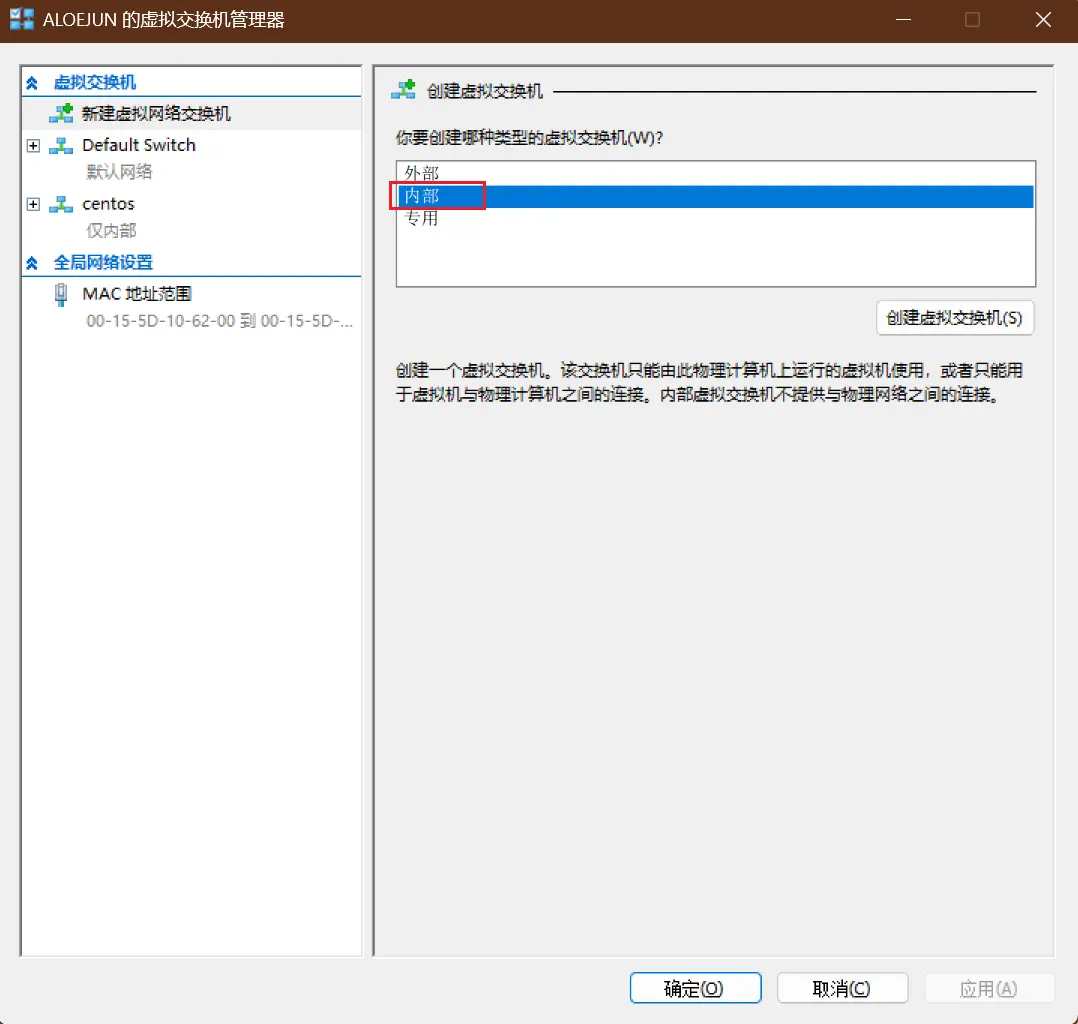 ALOEJUN 的虚拟交换机管理器
虚拟交换机
新建虚拟网络交换机
Default Switch
默认网络
centos
仅内部
全局网络设置
MAC 地址范围
00-15-5D-10-62-00 到 00-15-5D-...
创建虚拟交换机
你要创建哪种类型的虚拟交换机(W)?
外部
内部
专用
创建虚拟交换机(S)
创建一个虚拟交换机。该交换机只能由此物理计算机上运行的虚拟机使用，或者只能用
于虚拟机与物理计算机之间的连接。内部虚拟交换机不提供与物理网络之间的连接。
确定(O)
取消(C)
应用(A)